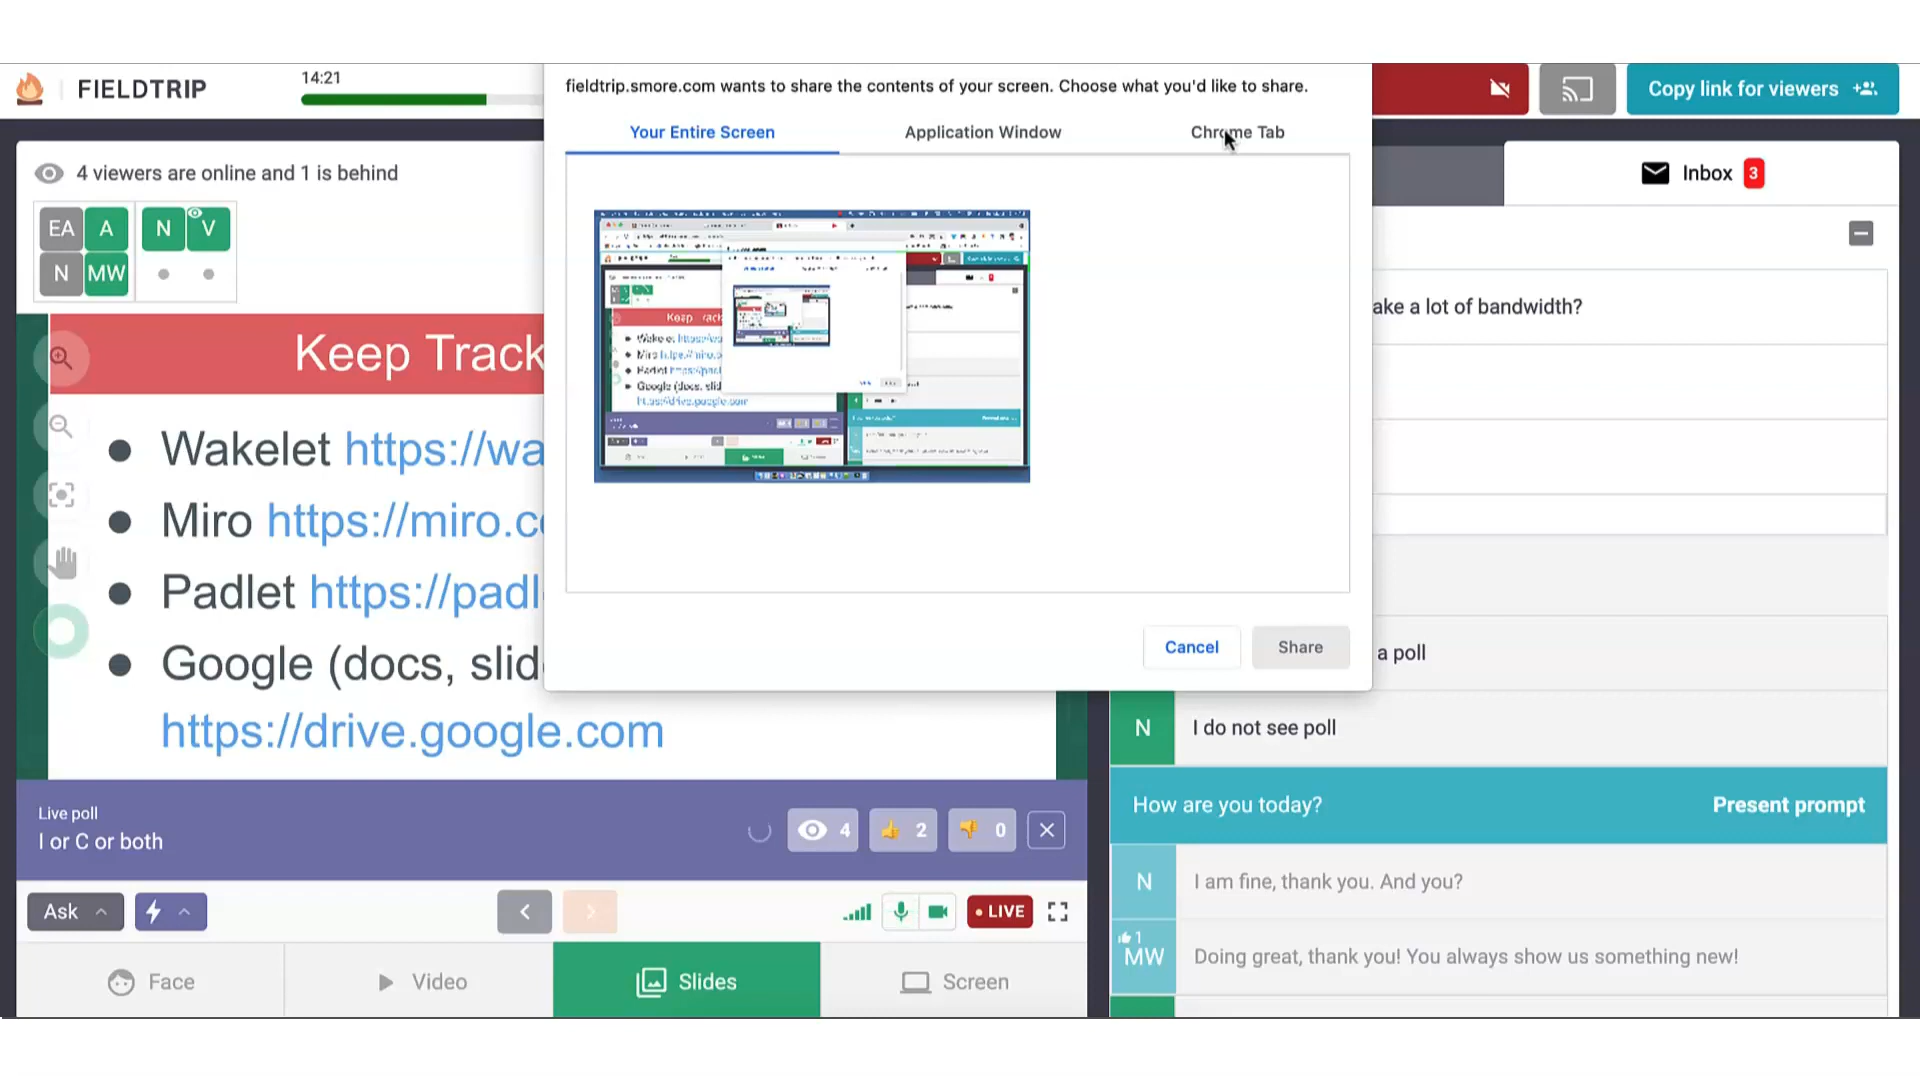 FIELDTRIP
14:21
fieldtrip.smore.com wants to share the contents of your screen. Choose what you'd like to share.
Your Entire Screen
Application Window
Chrome Tab
Copy link for viewers
4 viewers are online and 1 is behind
EA A N V
N MW
Inbox 3
Keep Track
Wakelet https://wa
Miro https://miro.c
Padlet https://padl
Google (docs, slid
https://drive.google.com
Cancel
Share
ake a lot of bandwidth?
a poll
N I do not see poll
How are you today? Present prompt
N I am fine, thank you. And you?
1
MW Doing great, thank you! You always show us something new!
Live poll
I or C or both
4 2 0
Ask
LIVE
Face
Video
Slides
Screen